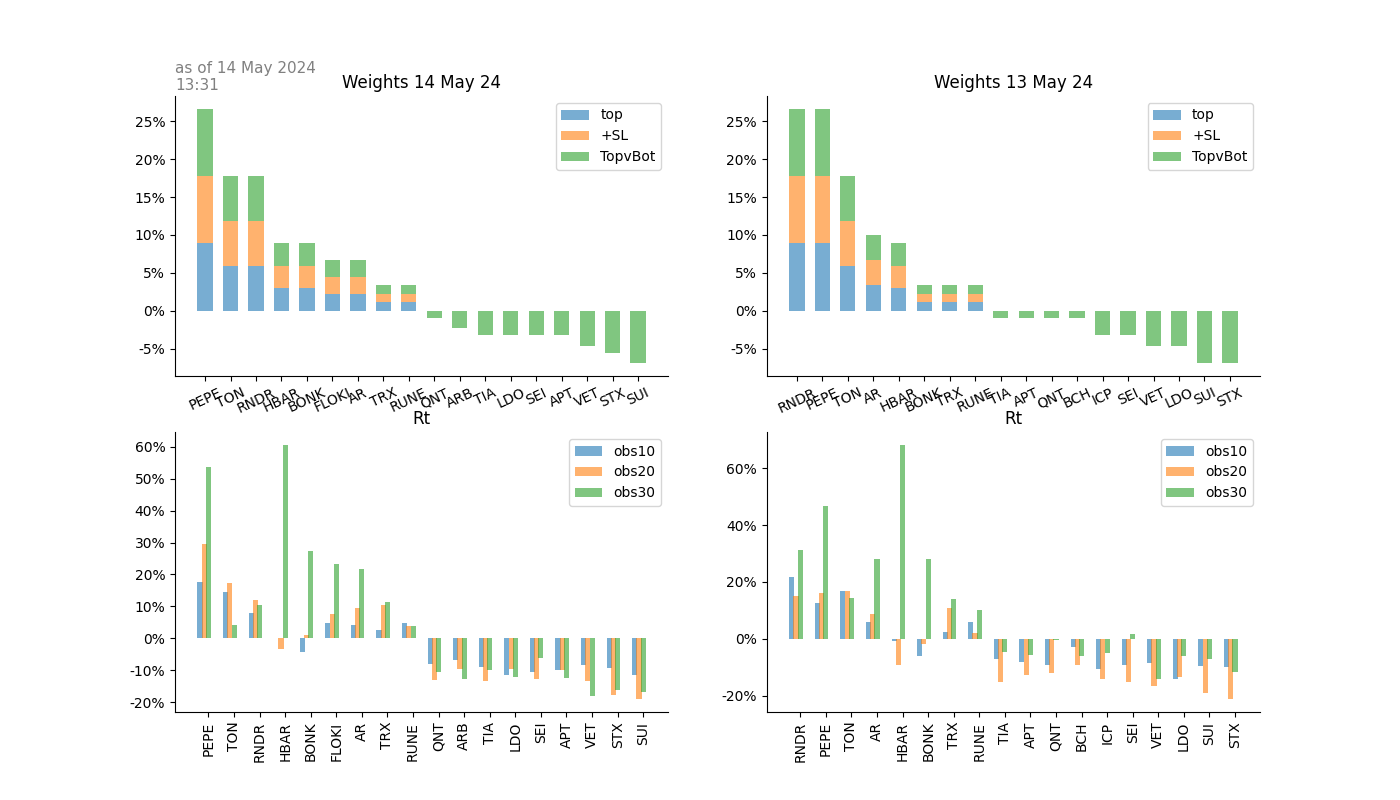 as of 14 May 2024
13:31
Weights 14 May 24
25%
20%
15%
10%
5%
0%
-5%
top
+SL
TopvBot
PEPE TON RNDR HBAR BONK FLOKI AR TRX RUNE QNT ARB TIA LDO SEI APT VET STX SUI
Weights 13 May 24
25%
20%
15%
10%
5%
0%
-5%
top
+SL
TopvBot
RNDR PEPE TON AR HBAR BONK TRX RUNE TIA APT QNT BCH ICP SEI VET LDO SUI STX
Rt
60%
50%
40%
30%
20%
10%
0%
-10%
-20%
obs10
obs20
obs30
PEPE TON RNDR HBAR BONK FLOKI AR TRX RUNE QNT ARB TIA LDO SEI APT VET STX SUI
Rt
60%
40%
20%
0%
-20%
obs10
obs20
obs30
RNDR PEPE TON AR HBAR BONK TRX RUNE TIA APT QNT BCH ICP SEI VET LDO SUI STX